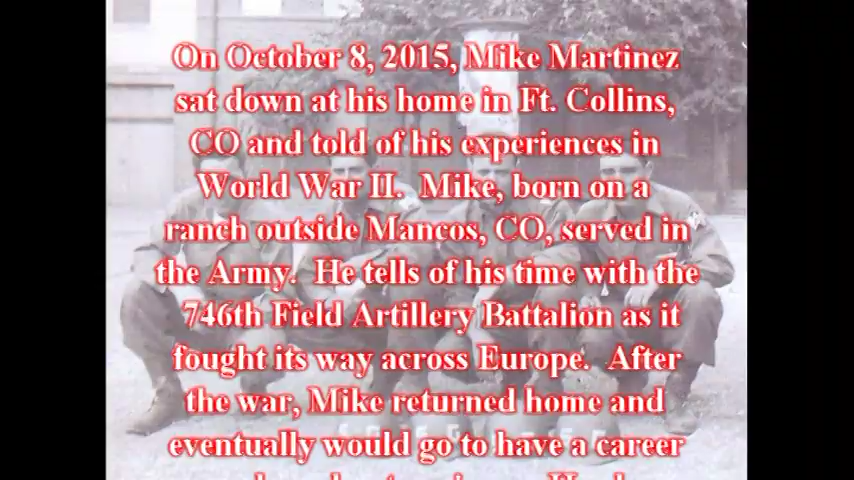 On October 8, 2015, Mike Martinez
sat down at his home in Ft. Collins,
CO and told of his experiences in
World War II. Mike, born on a
ranch outside Mancos, CO, served in
the Army. He tells of his time with the
746th Field Artillery Battalion as it
fought its way across Europe. After
the war, Mike returned home and
eventually would go to have a career